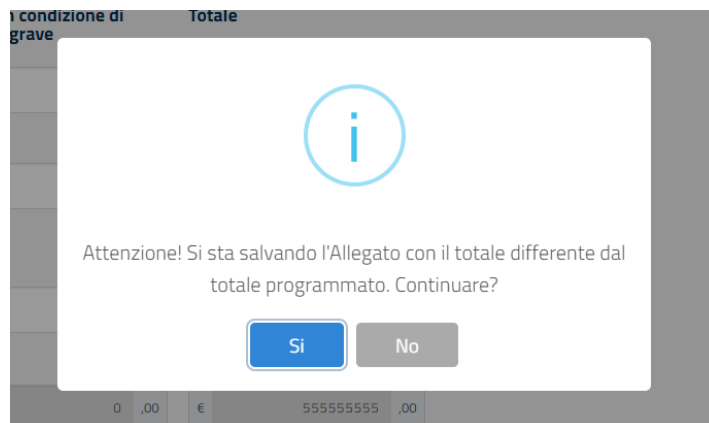 condizione di
grave
Totale
i
Attenzione! Si sta salvando l'Allegato con il totale differente dal
totale programmato. Continuare?
Si
No
0 ,00 € 555555555 ,00